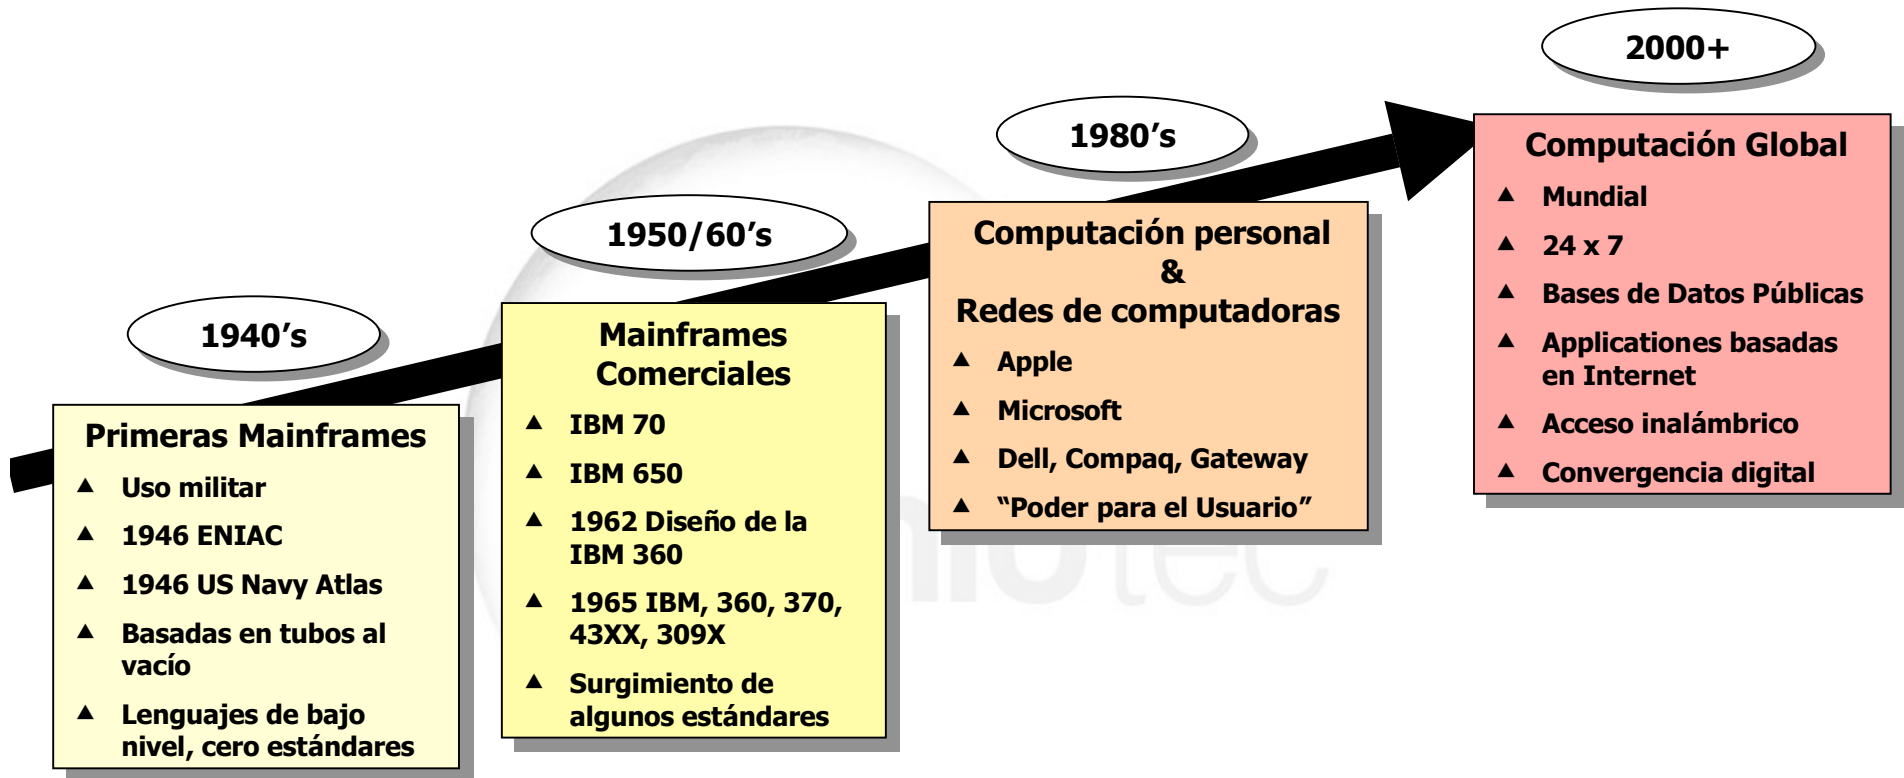 1940's
Primeras Mainframes
Uso militar
1946 ENIAC
1946 US Navy Atlas
Basadas en tubos al
vacío
Lenguajes de bajo
nivel, cero estándares
1950/60's
Mainframes
Comerciales
IBM 70
IBM 650
1962 Diseño de la
IBM 360
1965 IBM, 360, 370,
43XX, 309X
Surgimiento de
algunos estándares
1980's
Computación personal
&
Redes de computadoras
Apple
Microsoft
Dell, Compaq, Gateway
“Poder para el Usuario”
2000+
Computación Global
Mundial
24 x 7
Bases de Datos Públicas
Applicationes basadas
en Internet
Acceso inalámbrico
Convergencia digital